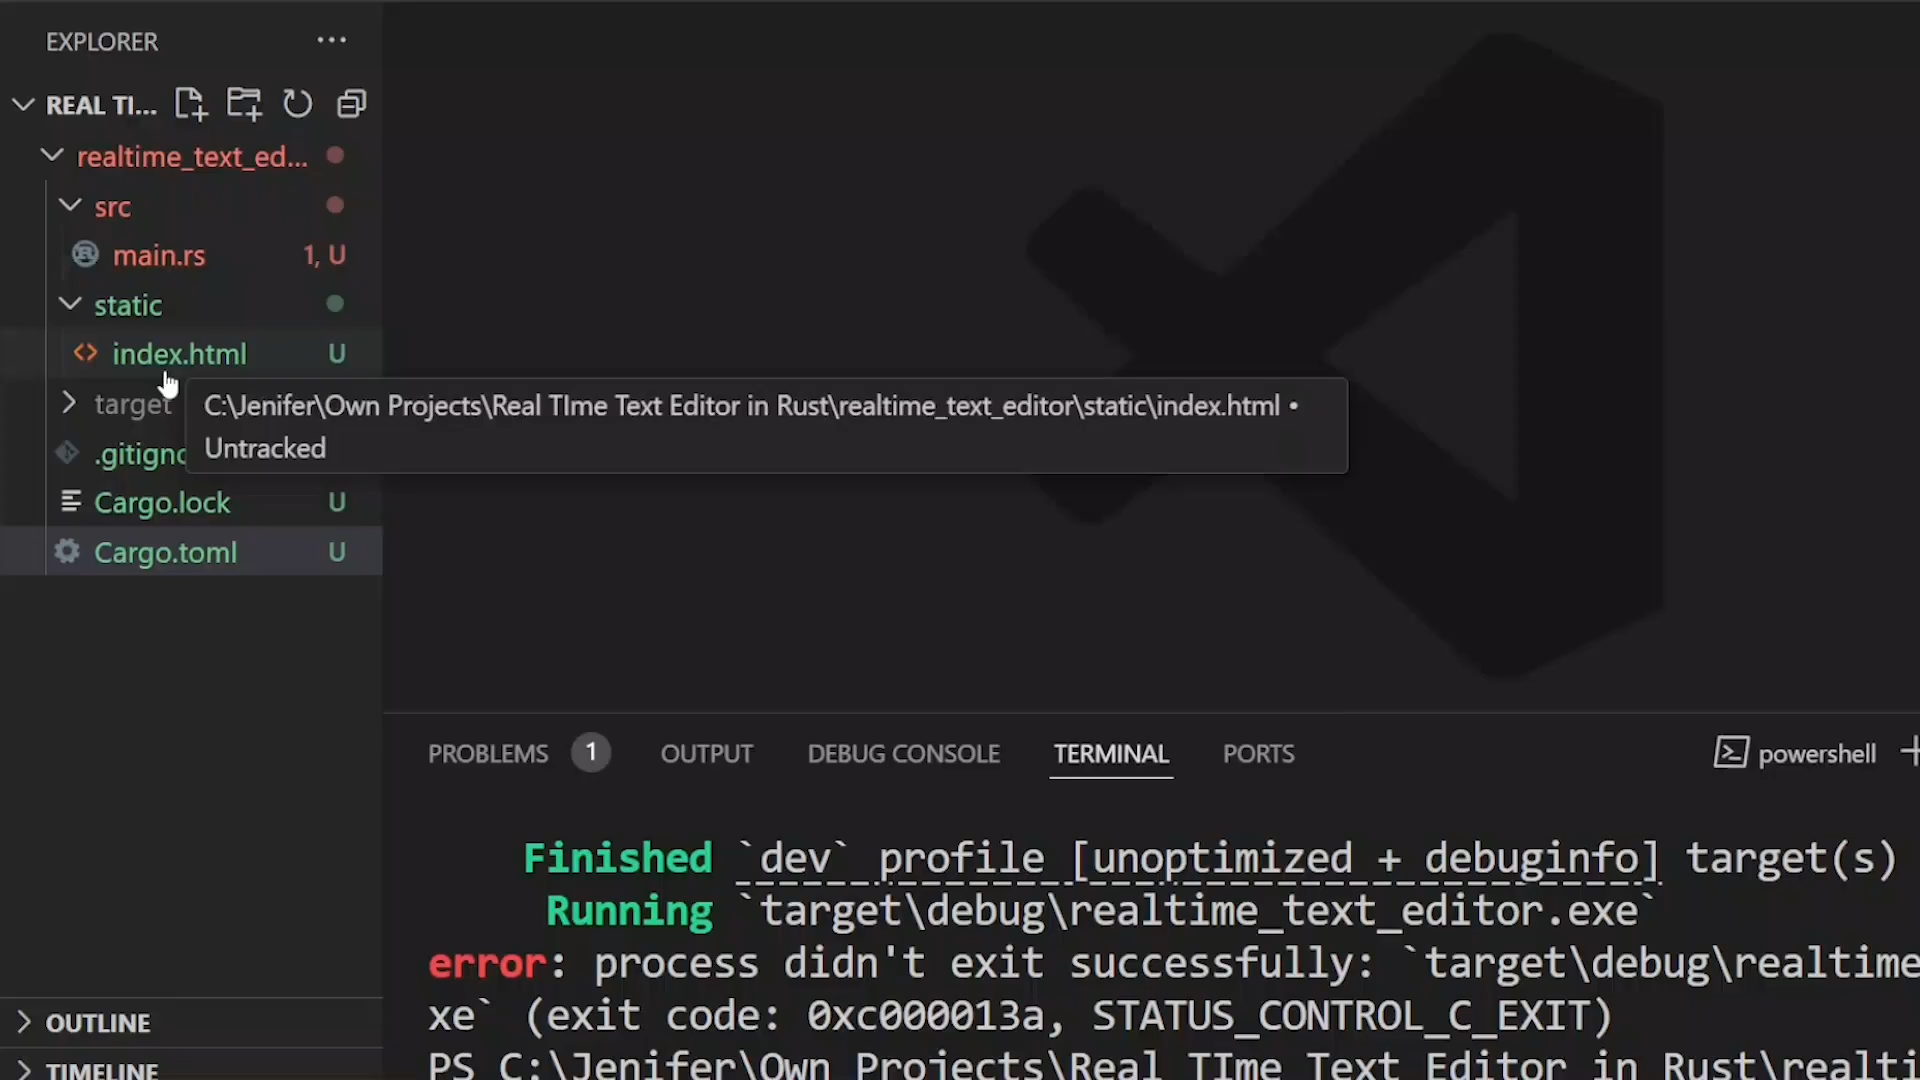 EXPLORER
REAL TI...
realtime_text_ed...
src
main.rs 1, U
static
index.html U
target
C:\Jenifer\Own Projects\Real TIme Text Editor in Rust\realtime_text_editor\static\index.html •
Untracked
.gitigno
Cargo.lock U
Cargo.toml U
PROBLEMS 1 OUTPUT DEBUG CONSOLE TERMINAL PORTS powershell
Finished `dev` profile [unoptimized + debuginfo] target(s)
Running `target\debug\realtime_text_editor.exe`
error: process didn't exit successfully: `target\debug\realtime
xe` (exit code: 0xc000013a, STATUS_CONTROL_C_EXIT)
PS C:\Jenifer\Own Projects\Real TIme Text Editor in Rust\realti
OUTLINE
TIMELINE